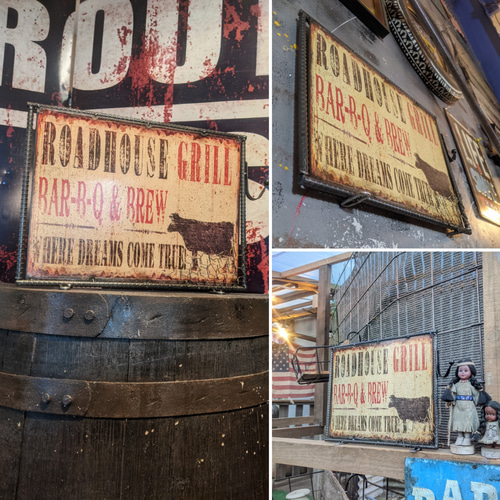 ROU
ROADHOUSE GRILL
BAR-B-Q & BREW
WHERE DREAMS COME TRUE
ROADHOUSE GRILL
BAR-B-Q & BREW
WHERE DREAMS COME TRUE
ROADHOUSE GRILL
BAR-B-Q & BREW
WHERE DREAMS COME TRUE
BAR